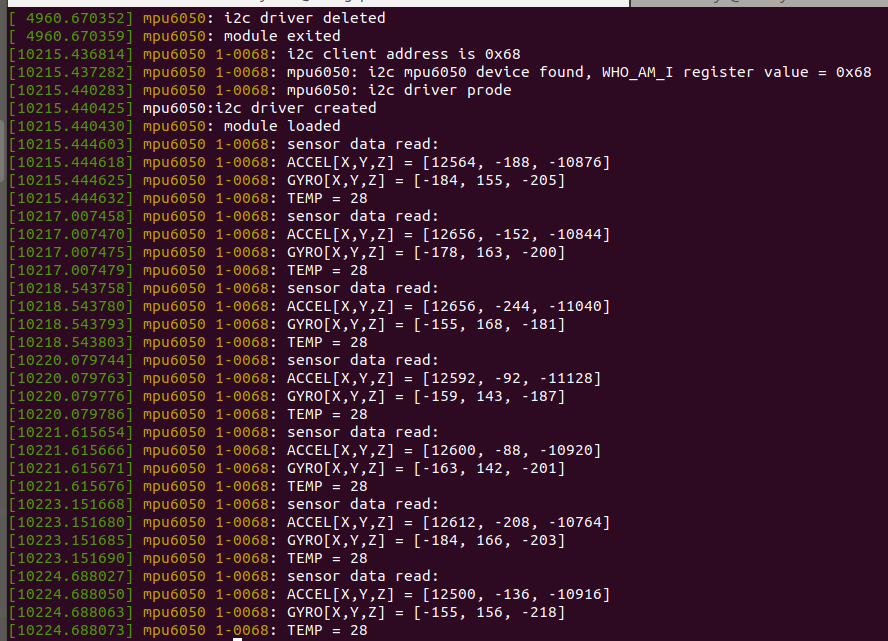 [ 4960.670352] mpu6050: i2c driver deleted
[ 4960.670359] mpu6050: module exited
[10215.436814] mpu6050 1-0068: i2c client address is 0x68
[10215.437282] mpu6050 1-0068: mpu6050: i2c mpu6050 device found, WHO_AM_I register value = 0x68
[10215.440283] mpu6050 1-0068: mpu6050: i2c driver prode
[10215.440425] mpu6050:i2c driver created
[10215.440430] mpu6050: module loaded
[10215.444603] mpu6050 1-0068: sensor data read:
[10215.444618] mpu6050 1-0068: ACCEL[X,Y,Z] = [12564, -188, -10876]
[10215.444625] mpu6050 1-0068: GYRO[X,Y,Z] = [-184, 155, -205]
[10215.444632] mpu6050 1-0068: TEMP = 28
[10217.007458] mpu6050 1-0068: sensor data read:
[10217.007470] mpu6050 1-0068: ACCEL[X,Y,Z] = [12656, -152, -10844]
[10217.007475] mpu6050 1-0068: GYRO[X,Y,Z] = [-178, 163, -200]
[10217.007479] mpu6050 1-0068: TEMP = 28
[10218.543758] mpu6050 1-0068: sensor data read:
[10218.543780] mpu6050 1-0068: ACCEL[X,Y,Z] = [12656, -244, -11040]
[10218.543793] mpu6050 1-0068: GYRO[X,Y,Z] = [-155, 168, -181]
[10218.543803] mpu6050 1-0068: TEMP = 28
[10220.079744] mpu6050 1-0068: sensor data read:
[10220.079763] mpu6050 1-0068: ACCEL[X,Y,Z] = [12592, -92, -11128]
[10220.079776] mpu6050 1-0068: GYRO[X,Y,Z] = [-159, 143, -187]
[10220.079786] mpu6050 1-0068: TEMP = 28
[10221.615654] mpu6050 1-0068: sensor data read:
[10221.615666] mpu6050 1-0068: ACCEL[X,Y,Z] = [12600, -88, -10920]
[10221.615671] mpu6050 1-0068: GYRO[X,Y,Z] = [-163, 142, -201]
[10221.615676] mpu6050 1-0068: TEMP = 28
[10223.151668] mpu6050 1-0068: sensor data read:
[10223.151680] mpu6050 1-0068: ACCEL[X,Y,Z] = [12612, -208, -10764]
[10223.151685] mpu6050 1-0068: GYRO[X,Y,Z] = [-184, 166, -203]
[10223.151690] mpu6050 1-0068: TEMP = 28
[10224.688027] mpu6050 1-0068: sensor data read:
[10224.688050] mpu6050 1-0068: ACCEL[X,Y,Z] = [12500, -136, -10916]
[10224.688063] mpu6050 1-0068: GYRO[X,Y,Z] = [-155, 156, -218]
[10224.688073] mpu6050 1-0068: TEMP = 28